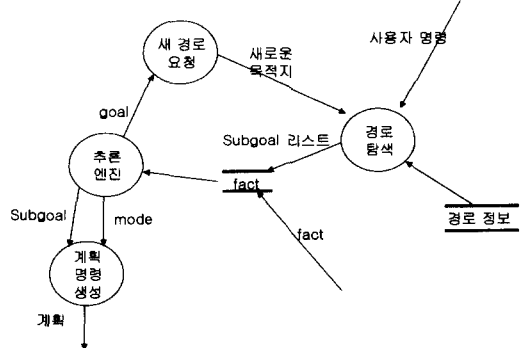 사용자 명령
새 경로
요청
새로운
목적지
goal
Subgoal 리스트
경로
탐색
추론
엔진
fact
Subgoal
mode
fact
경로 정보
계획
명령
생성
계획